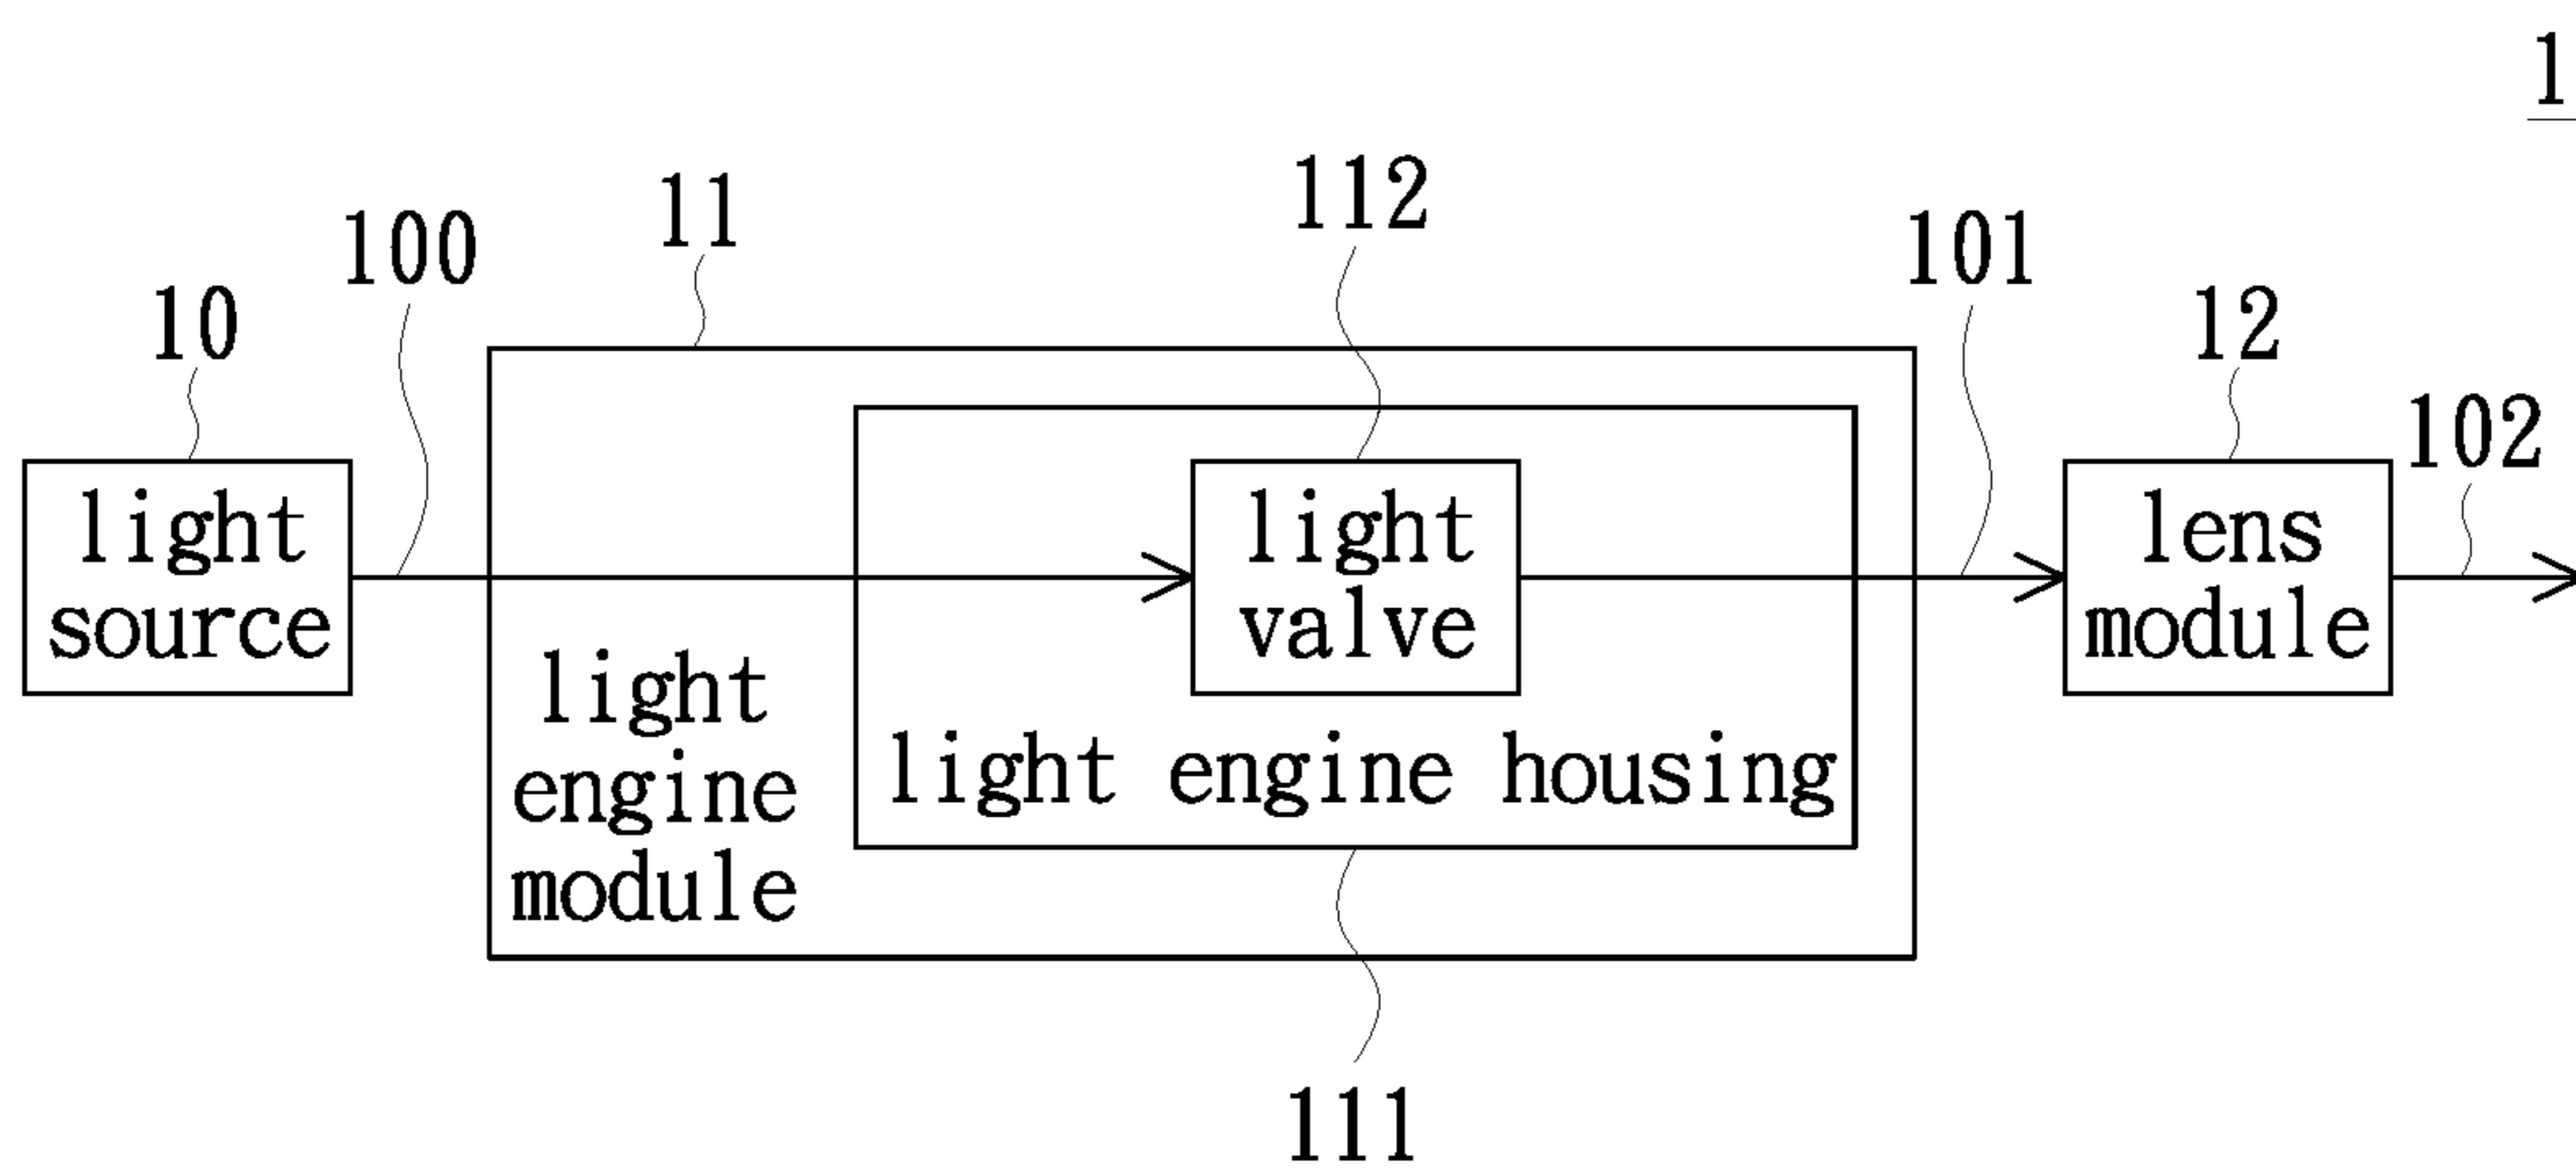 1
112
11
100
101
10
12
102
light
source
light
valve
lens
module
light
engine
module
light engine housing
111